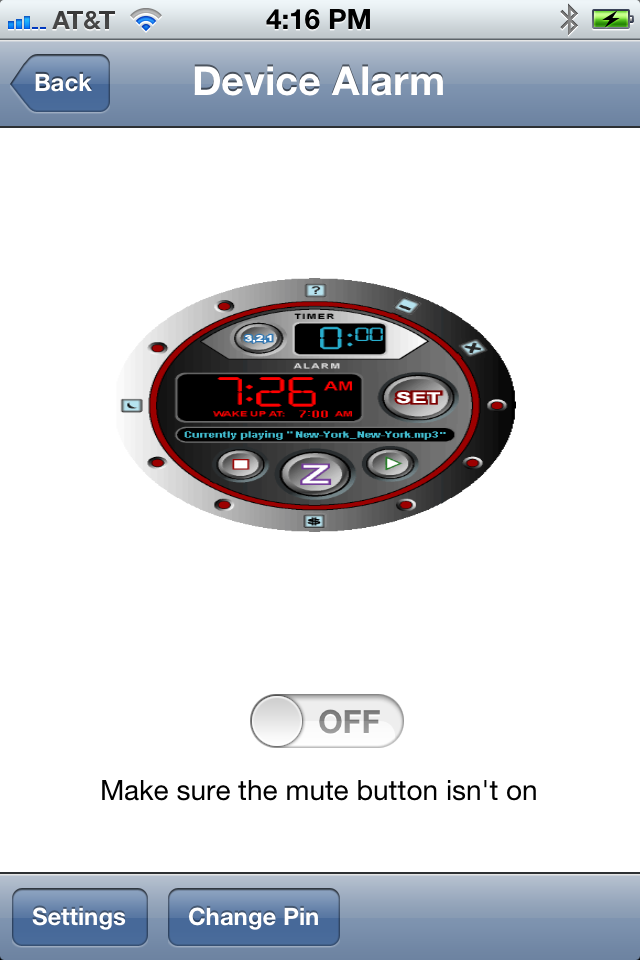 AT&T 4:16 PM
Back Device Alarm
?
TIMER
3,2,1 0:00
ALARM
7:26 AM
SET
WAKE UP AT: 7:00 AM
Currently playing "New-York_New-York.mp3"
Z
$
OFF
Make sure the mute button isn't on
Settings Change Pin